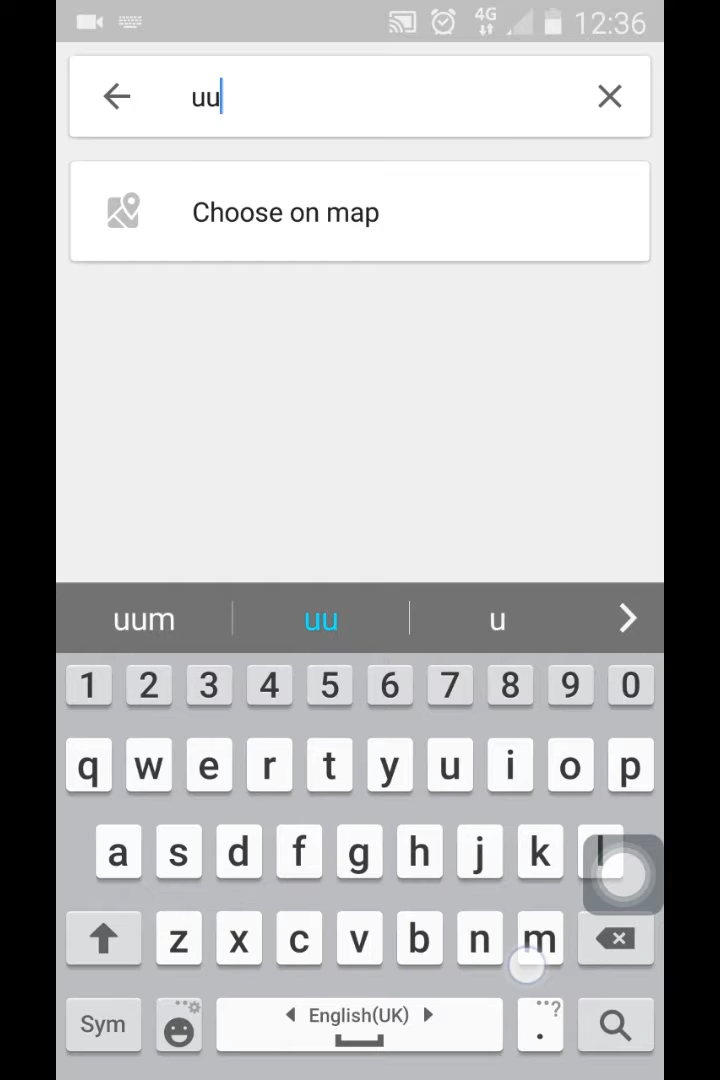 4G 12:36
uu
Choose on map
uum uu u
1 2 3 4 5 6 7 8 9 0
q w e r t y u i o p
a s d f g h j k l
z x c v b n m
Sym English(UK) . ?